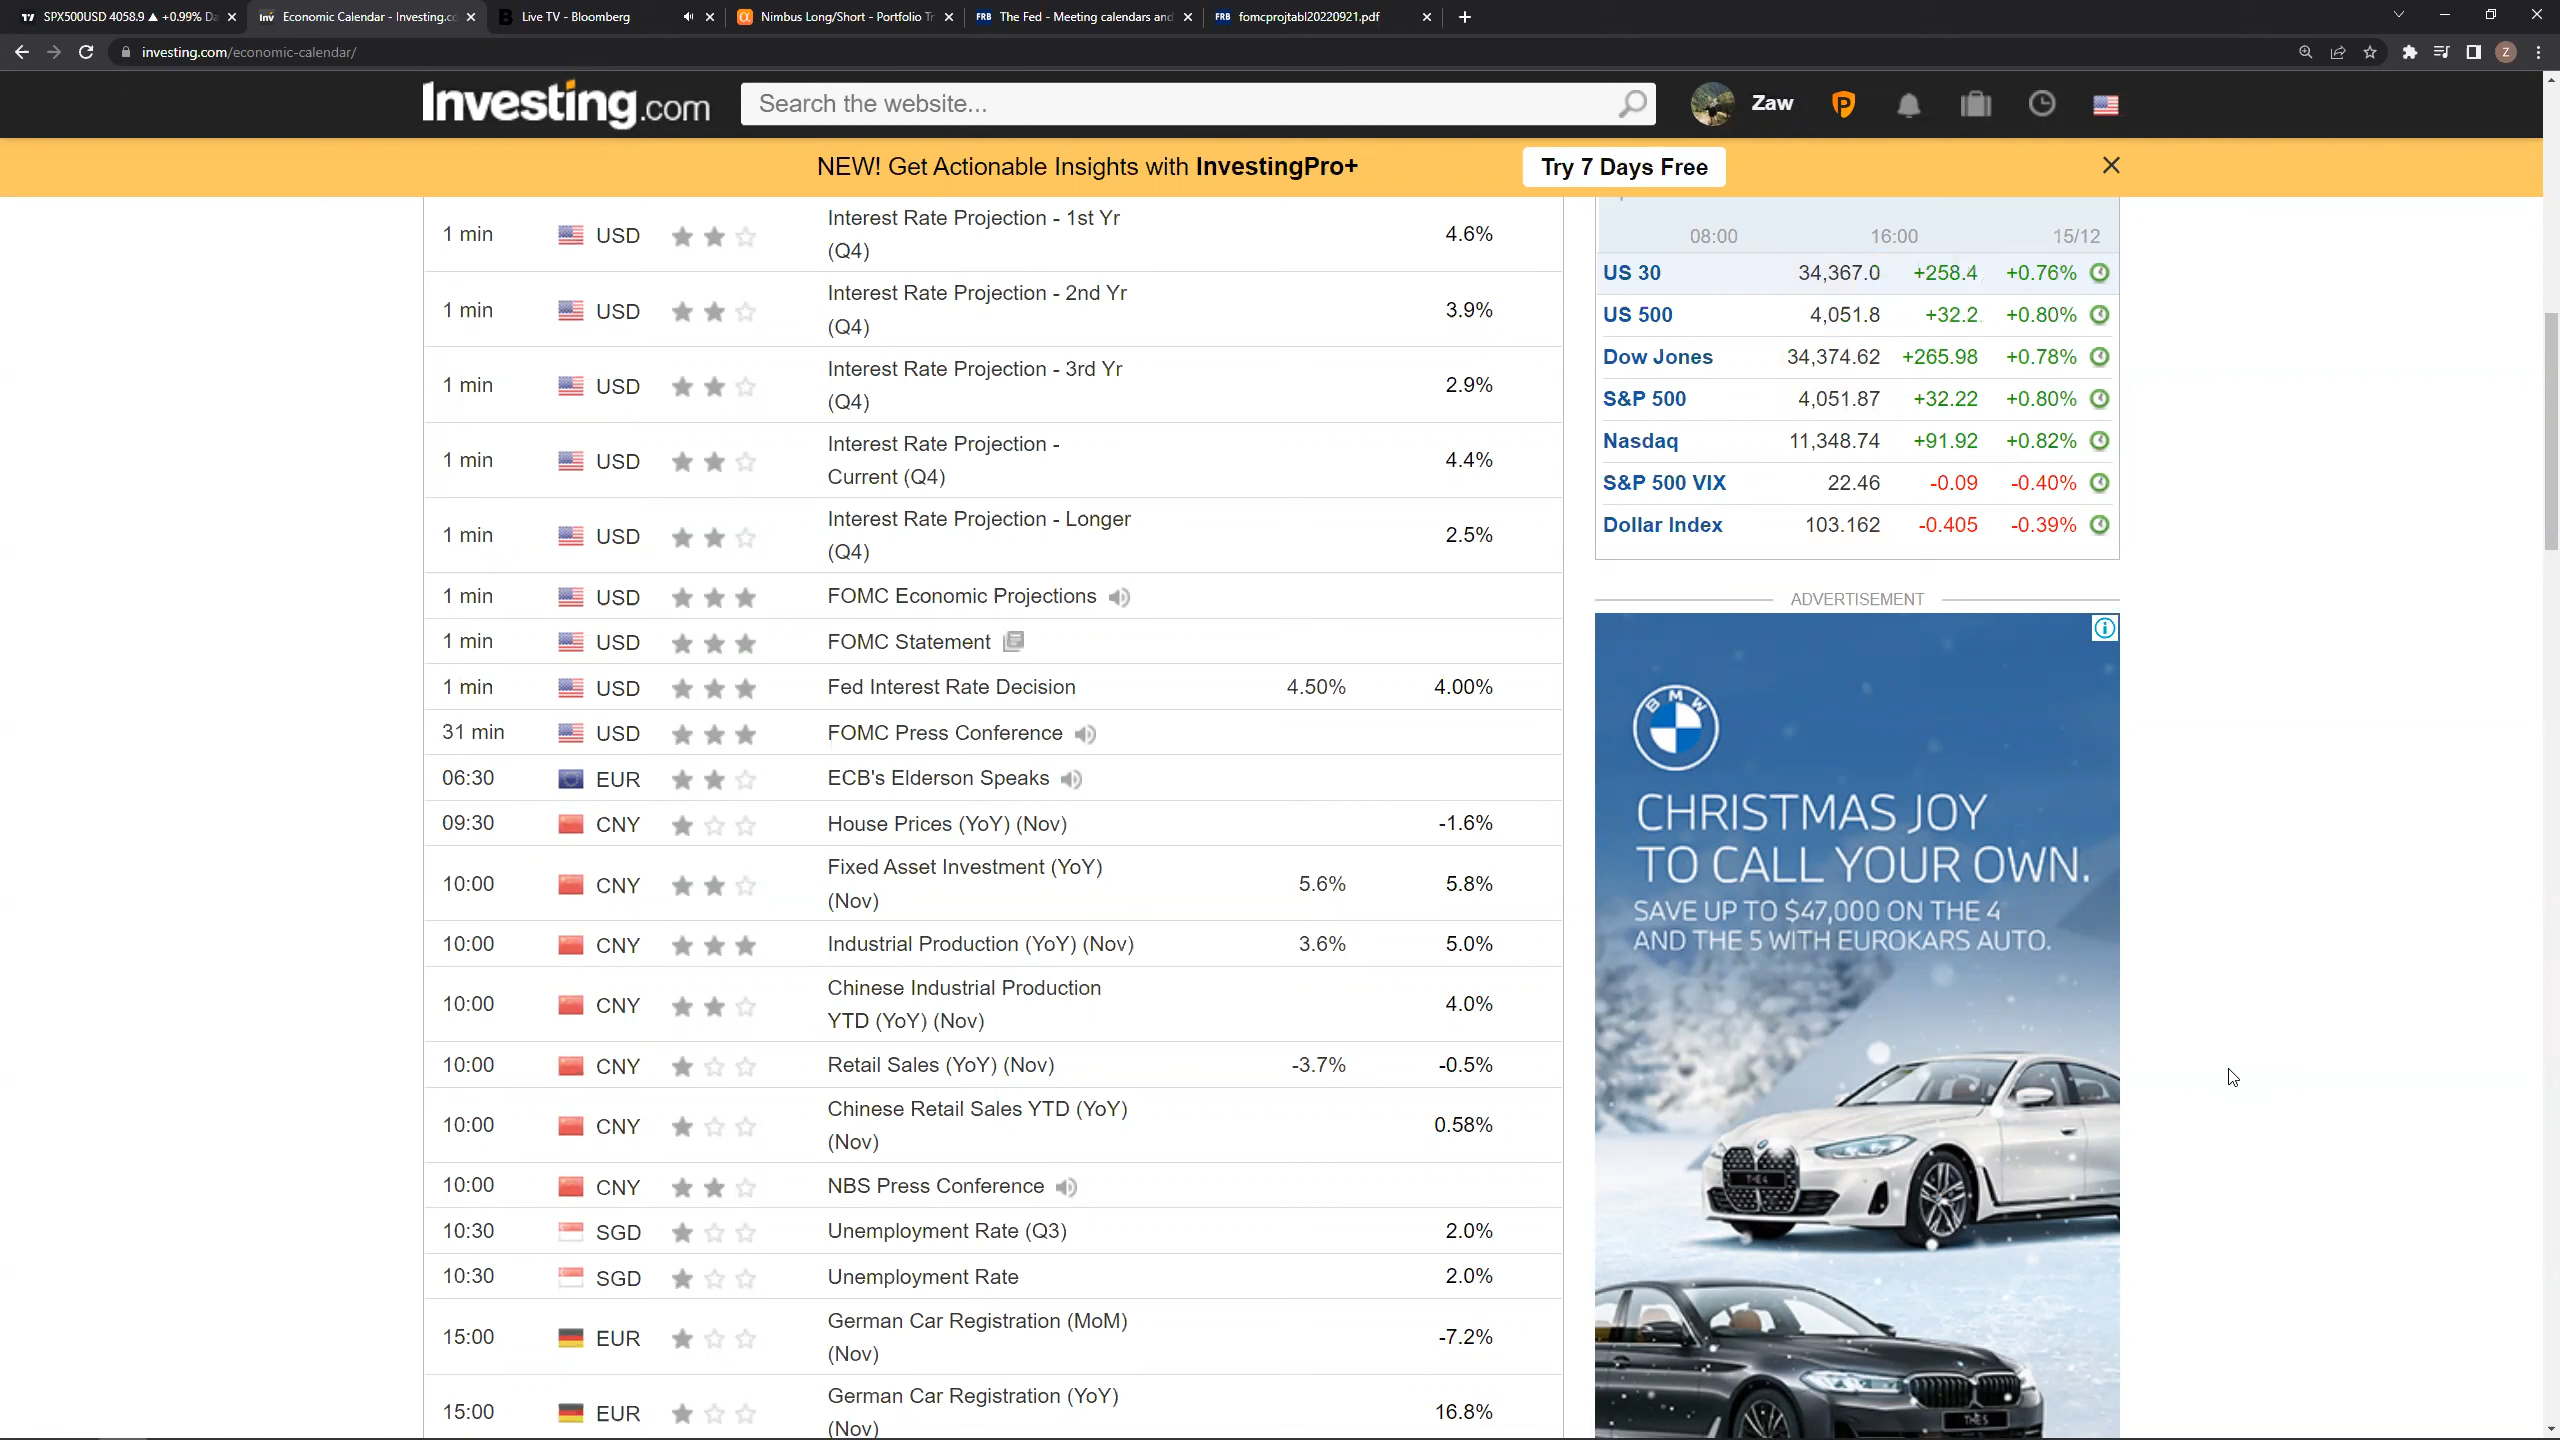 SPX500USD 4058.9 ▲ +0.99% Da
Economic Calendar - Investing.co
Live TV - Bloomberg
Nimbus Long/Short - Portfolio Tr
FRB The Fed - Meeting calendars and
FRB fomcprojtabl20220921.pdf
investing.com/economic-calendar/
Z
Investing.com
Search the website...
Zaw
NEW! Get Actionable Insights with InvestingPro+
Try 7 Days Free
1 min USD Interest Rate Projection - 1st Yr (Q4) 4.6%
1 min USD Interest Rate Projection - 2nd Yr (Q4) 3.9%
1 min USD Interest Rate Projection - 3rd Yr (Q4) 2.9%
1 min USD Interest Rate Projection - Current (Q4) 4.4%
1 min USD Interest Rate Projection - Longer (Q4) 2.5%
1 min USD FOMC Economic Projections
1 min USD FOMC Statement
1 min USD Fed Interest Rate Decision 4.50% 4.00%
31 min USD FOMC Press Conference
06:30 EUR ECB's Elderson Speaks
09:30 CNY House Prices (YoY) (Nov) -1.6%
10:00 CNY Fixed Asset Investment (YoY) (Nov) 5.6% 5.8%
10:00 CNY Industrial Production (YoY) (Nov) 3.6% 5.0%
10:00 CNY Chinese Industrial Production YTD (YoY) (Nov) 4.0%
10:00 CNY Retail Sales (YoY) (Nov) -3.7% -0.5%
10:00 CNY Chinese Retail Sales YTD (YoY) (Nov) 0.58%
10:00 CNY NBS Press Conference
10:30 SGD Unemployment Rate (Q3) 2.0%
10:30 SGD Unemployment Rate 2.0%
15:00 EUR German Car Registration (MoM) (Nov) -7.2%
15:00 EUR German Car Registration (YoY) (Nov) 16.8%
08:00 16:00 15/12
US 30 34,367.0 +258.4 +0.76%
US 500 4,051.8 +32.2 +0.80%
Dow Jones 34,374.62 +265.98 +0.78%
S&P 500 4,051.87 +32.22 +0.80%
Nasdaq 11,348.74 +91.92 +0.82%
S&P 500 VIX 22.46 -0.09 -0.40%
Dollar Index 103.162 -0.405 -0.39%
ADVERTISEMENT
BMW
CHRISTMAS JOY
TO CALL YOUR OWN.
SAVE UP TO $47,000 ON THE 4
AND THE 5 WITH EUROKARS AUTO.
THE 4
THE 5